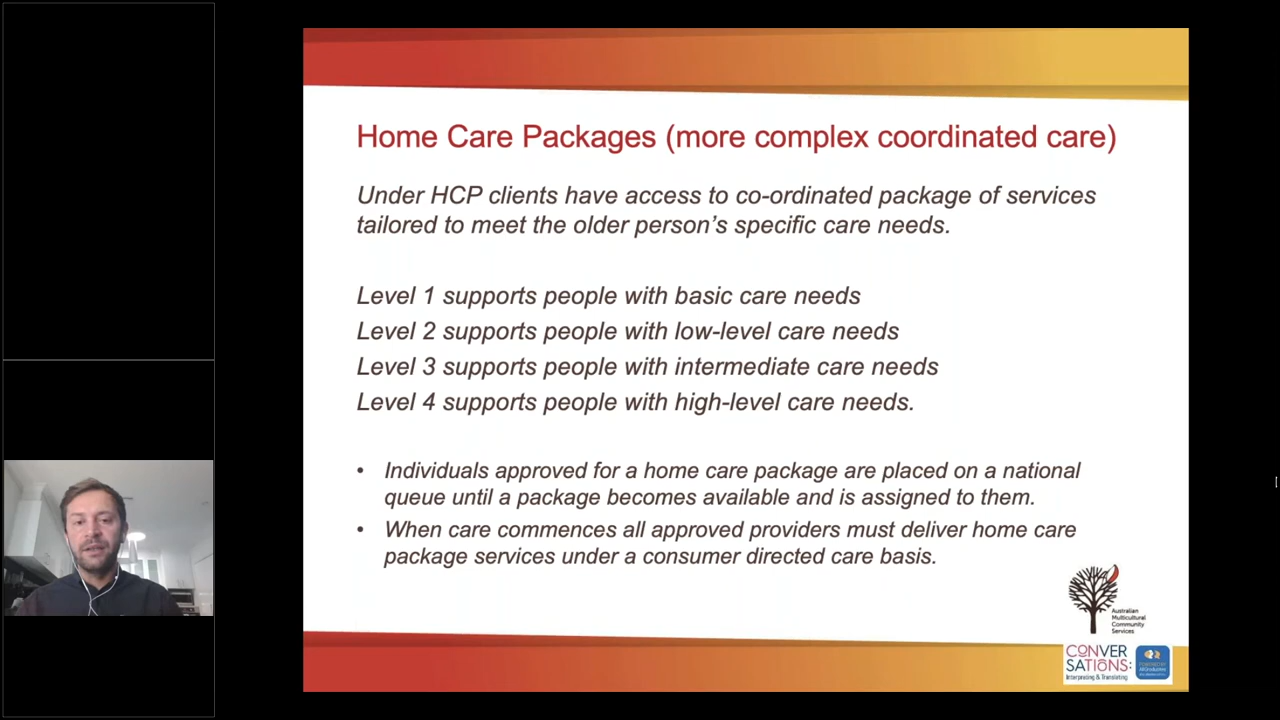 Home Care Packages (more complex coordinated care)
Under HCP clients have access to co-ordinated package of services
tailored to meet the older person's specific care needs.
Level 1 supports people with basic care needs
Level 2 supports people with low-level care needs
Level 3 supports people with intermediate care needs
Level 4 supports people with high-level care needs.
• Individuals approved for a home care package are placed on a national
queue until a package becomes available and is assigned to them.
• When care commences all approved providers must deliver home care
package services under a consumer directed care basis.
Australian
Multicultural
Community
Services
CONVER
SATIONS:
Interpreting & Translating